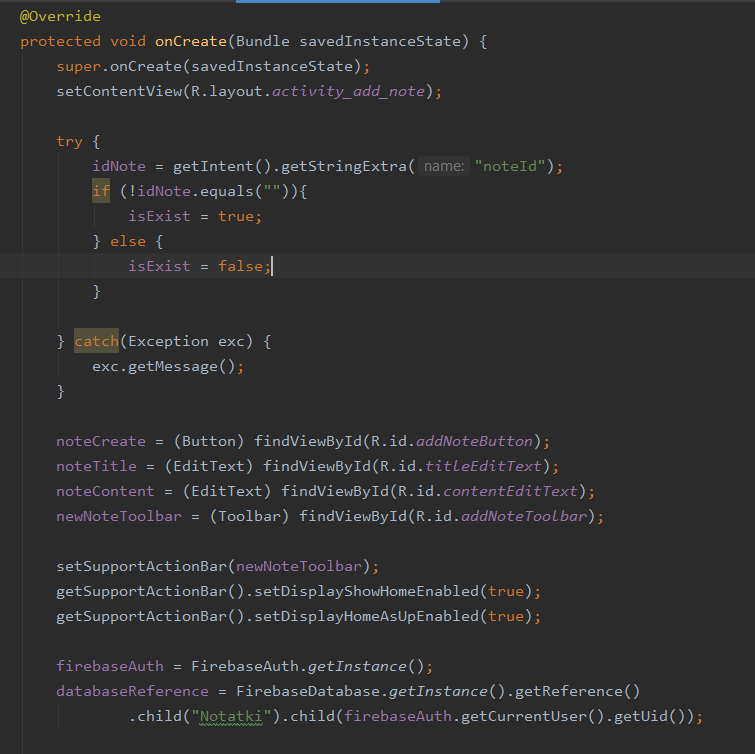 @Override
protected void onCreate(Bundle savedInstanceState) {
    super.onCreate(savedInstanceState);
    setContentView(R.layout.activity_add_note);

    try {
        idNote = getIntent().getStringExtra( name: "noteId");
        if (!idNote.equals("")){
            isExist = true;
        } else {
            isExist = false;
        }

    } catch(Exception exc) {
        exc.getMessage();
    }

    noteCreate = (Button) findViewById(R.id.addNoteButton);
    noteTitle = (EditText) findViewById(R.id.titleEditText);
    noteContent = (EditText) findViewById(R.id.contentEditText);
    newNoteToolbar = (Toolbar) findViewById(R.id.addNoteToolbar);

    setSupportActionBar(newNoteToolbar);
    getSupportActionBar().setDisplayShowHomeEnabled(true);
    getSupportActionBar().setDisplayHomeAsUpEnabled(true);

    firebaseAuth = FirebaseAuth.getInstance();
    databaseReference = FirebaseDatabase.getInstance().getReference()
            .child("Notatki").child(firebaseAuth.getCurrentUser().getUid());